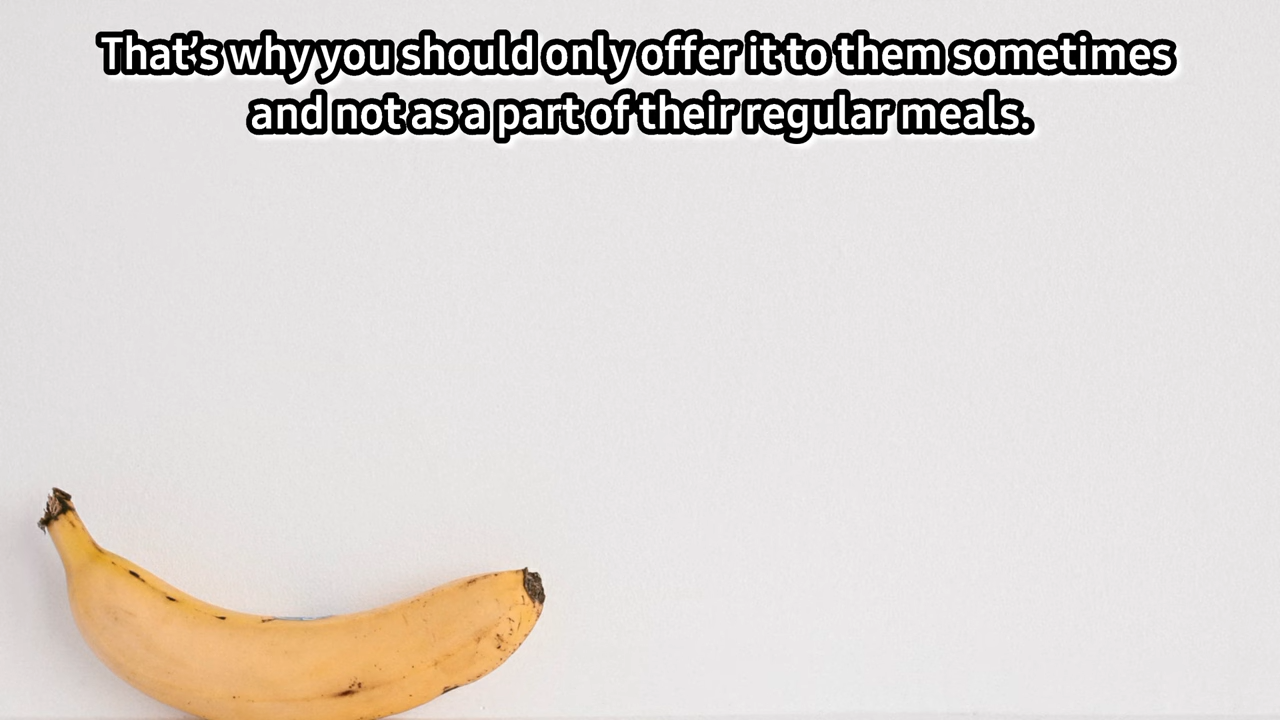 That's why you should only offer it to them sometimes
and not as a part of their regular meals.